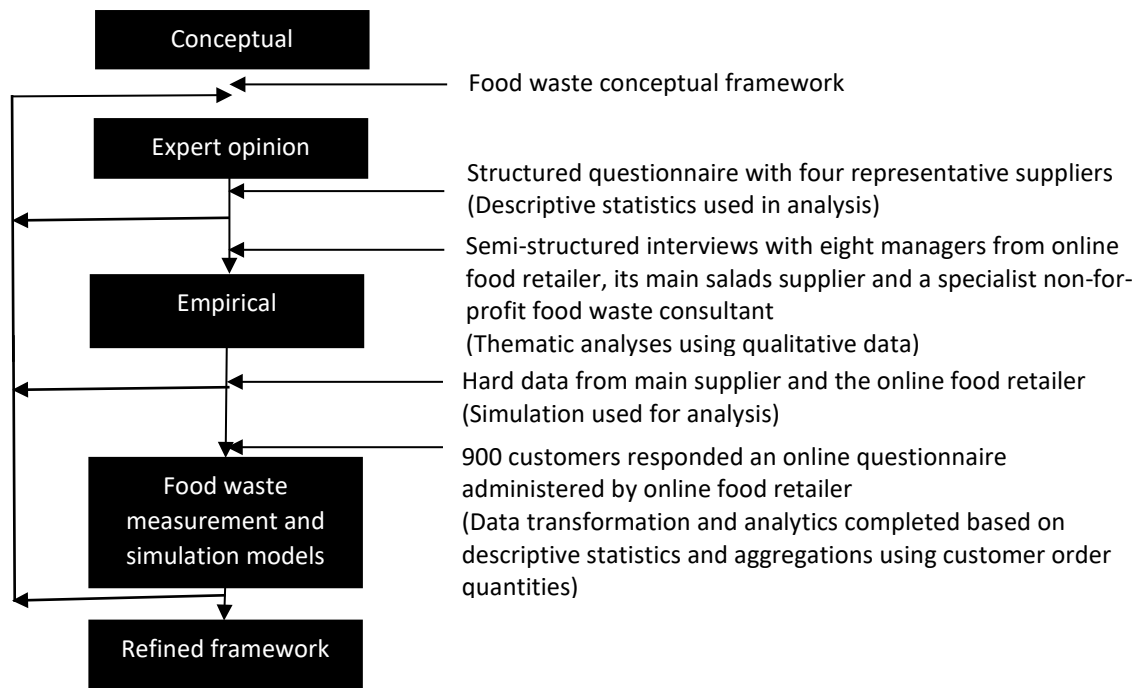 Conceptual
Food waste conceptual framework
Expert opinion
Structured questionnaire with four representative suppliers
(Descriptive statistics used in analysis)
Semi-structured interviews with eight managers from online
food retailer, its main salads supplier and a specialist non-for-
profit food waste consultant
(Thematic analyses using qualitative data)
Empirical
Hard data from main supplier and the online food retailer
(Simulation used for analysis)
900 customers responded an online questionnaire
administered by online food retailer
(Data transformation and analytics completed based on
descriptive statistics and aggregations using customer order
quantities)
Food waste
measurement and
simulation models
Refined framework